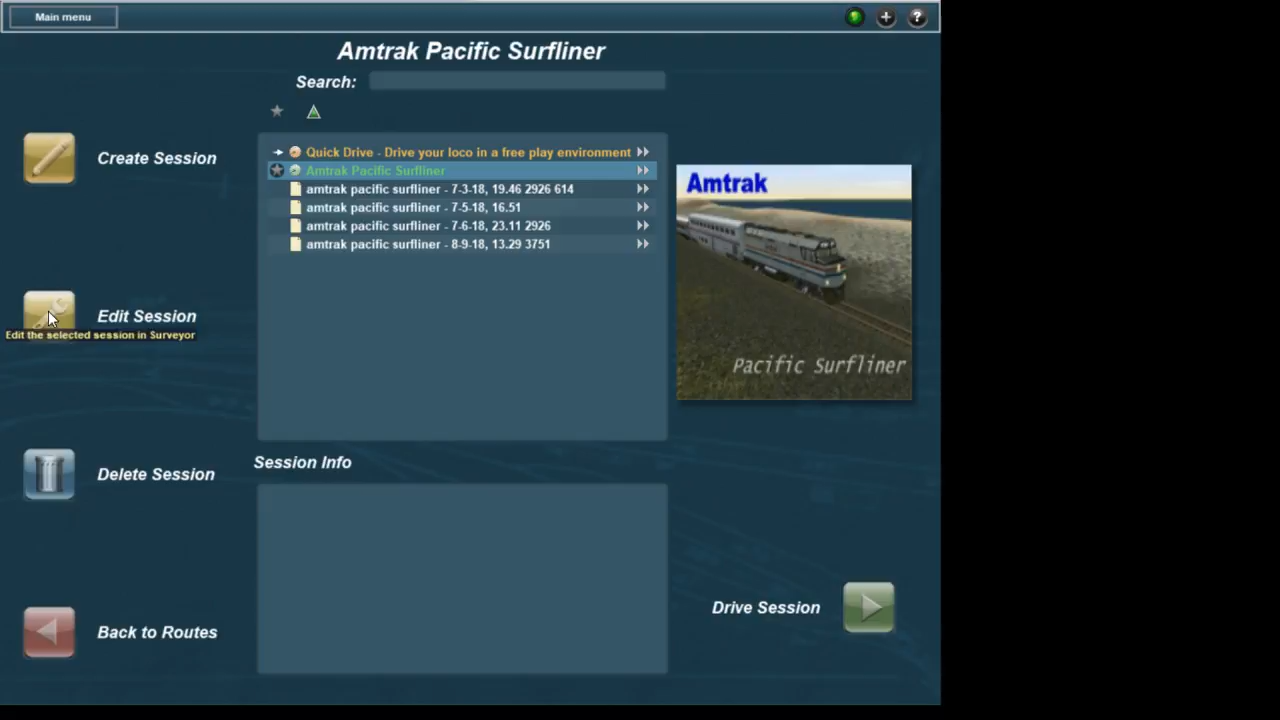 Main menu
?
Amtrak Pacific Surfliner
Search:
Create Session
Quick Drive - Drive your loco in a free play environment
Amtrak Pacific Surfliner
amtrak pacific surfliner - 7-3-18, 19.46 2926 614
amtrak pacific surfliner - 7-5-18, 16.51
amtrak pacific surfliner - 7-6-18, 23.11 2926
amtrak pacific surfliner - 8-9-18, 13.29 3751
Amtrak
Pacific Surfliner
Edit Session
Edit the selected session in Surveyor
Delete Session
Session Info
Back to Routes
Drive Session